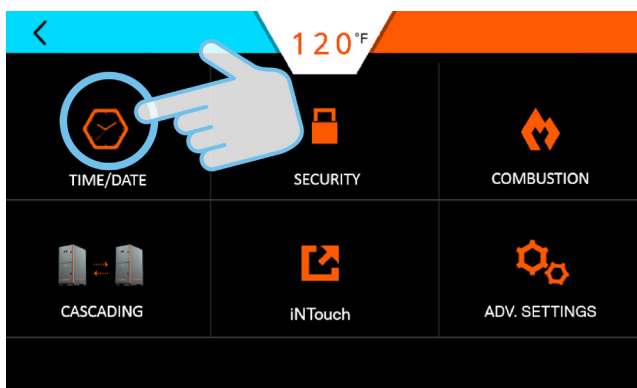 120°F
TIME/DATE
SECURITY
COMBUSTION
CASCADING
iNTouch
ADV. SETTINGS